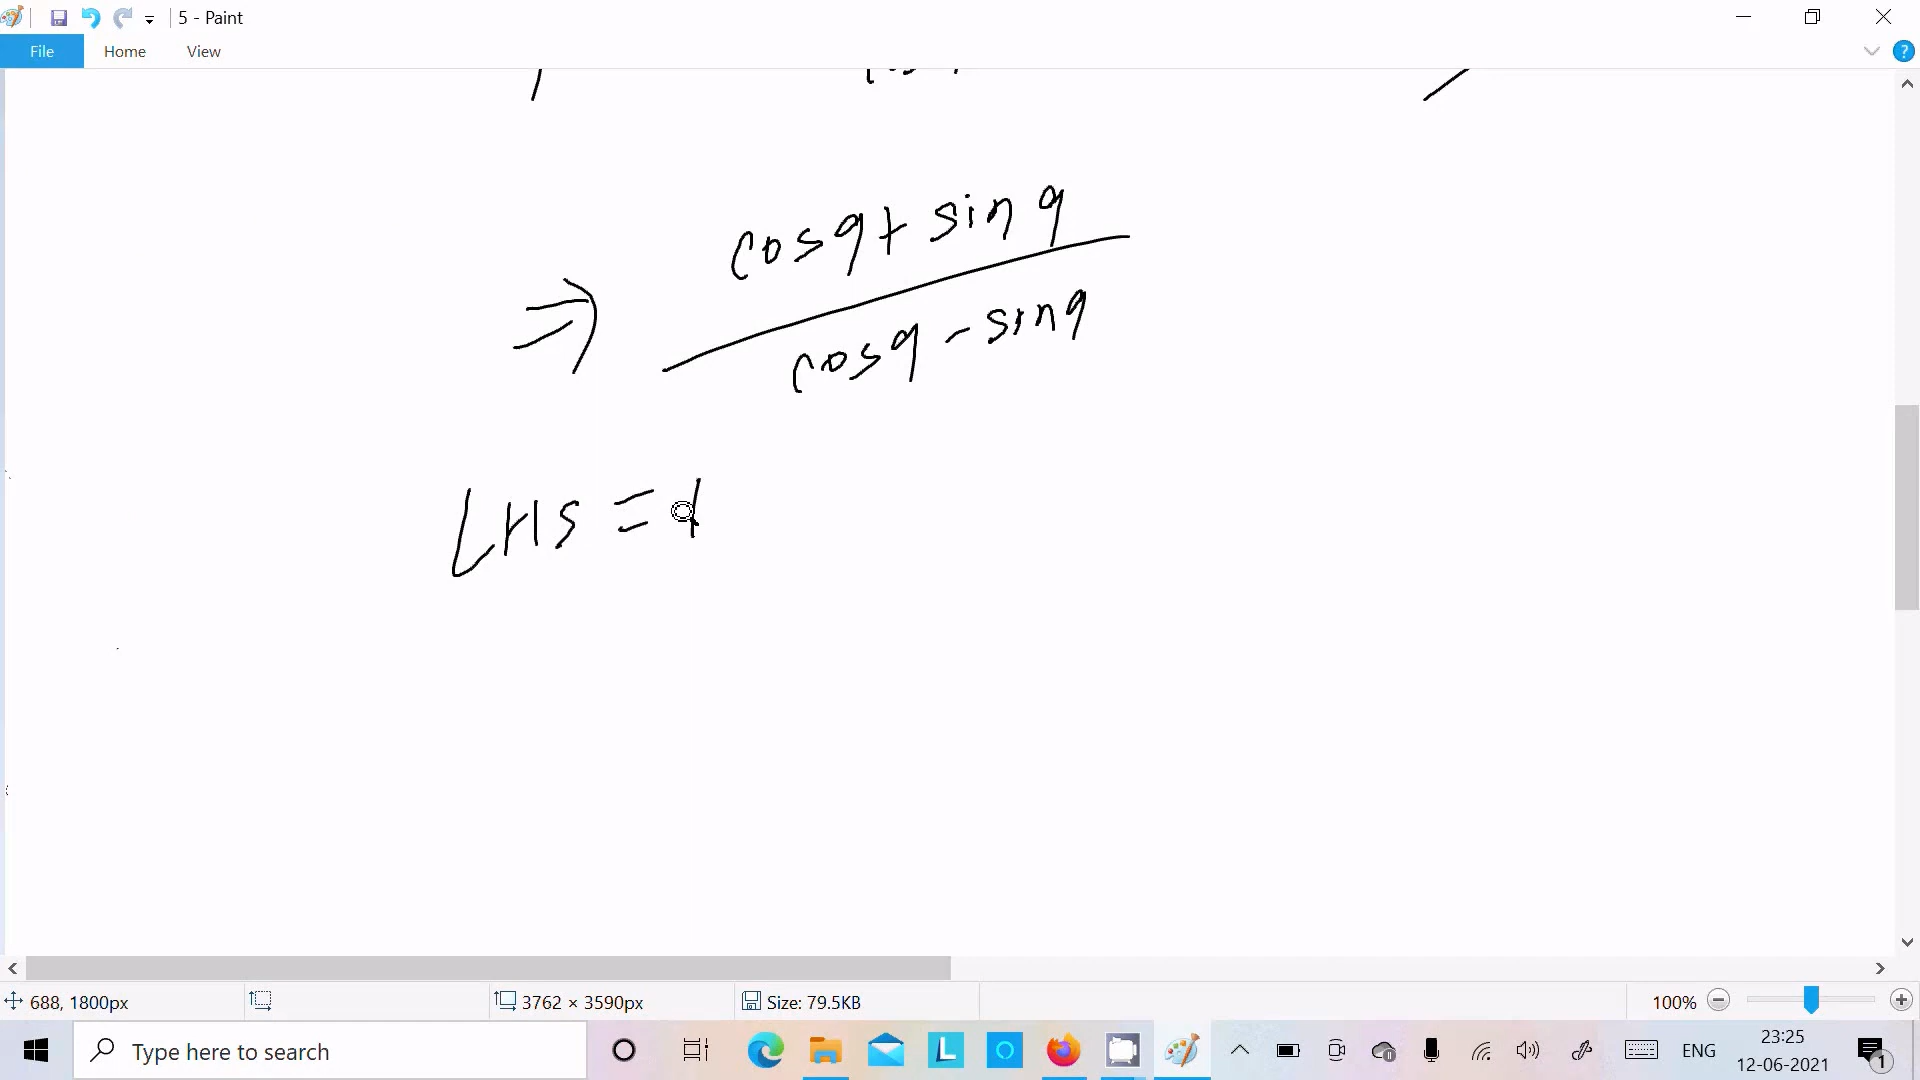 5 - Paint
File Home View
cos9 + sin 9
⇒
cos9 - sin9
LHS =
688, 1800px
3762 × 3590px
Size: 79.5KB
100%
Type here to search
L
ENG
23:25
12-06-2021
1